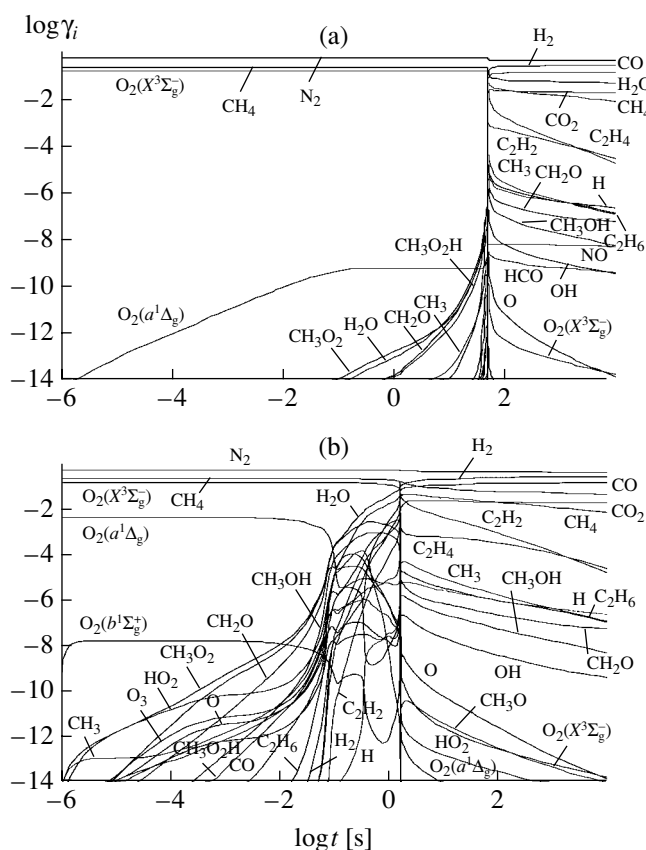 log γᵢ
(a)
H₂
CO
O₂(X³Σg⁻)
CH₄
N₂
H₂O
CO₂
CH₄
−2
C₂H₄
−4
C₂H₂
CH₃
CH₂O
H
−6
CH₃OH
C₂H₆
−8
CH₃O₂H
NO
HCO
OH
−10
O₂(a¹Δg)
CH₃
O
CH₂O
H₂O
CH₃O₂
O₂(X³Σg⁻)
−12
−14
−6 −4 −2 0 2
(b)
N₂
H₂
CO
O₂(X³Σg⁻)
CH₄
H₂O
−2
CH₄
CO₂
C₂H₂
O₂(a¹Δg)
−4
C₂H₄
CH₃
CH₃OH
CH₃OH
H
C₂H₆
−6
O₂(b¹Σg⁺)
CH₂O
CH₂O
−8
CH₃O₂
HO₂
O₃
O
O
OH
−10
C₂H₂
CH₃O
CH₃
−12
CH₃O₂H
CO
C₂H₆
H₂
H
HO₂
O₂(X³Σg⁻)
O₂(a¹Δg)
−14
−6 −4 −2 0 2
log t [s]